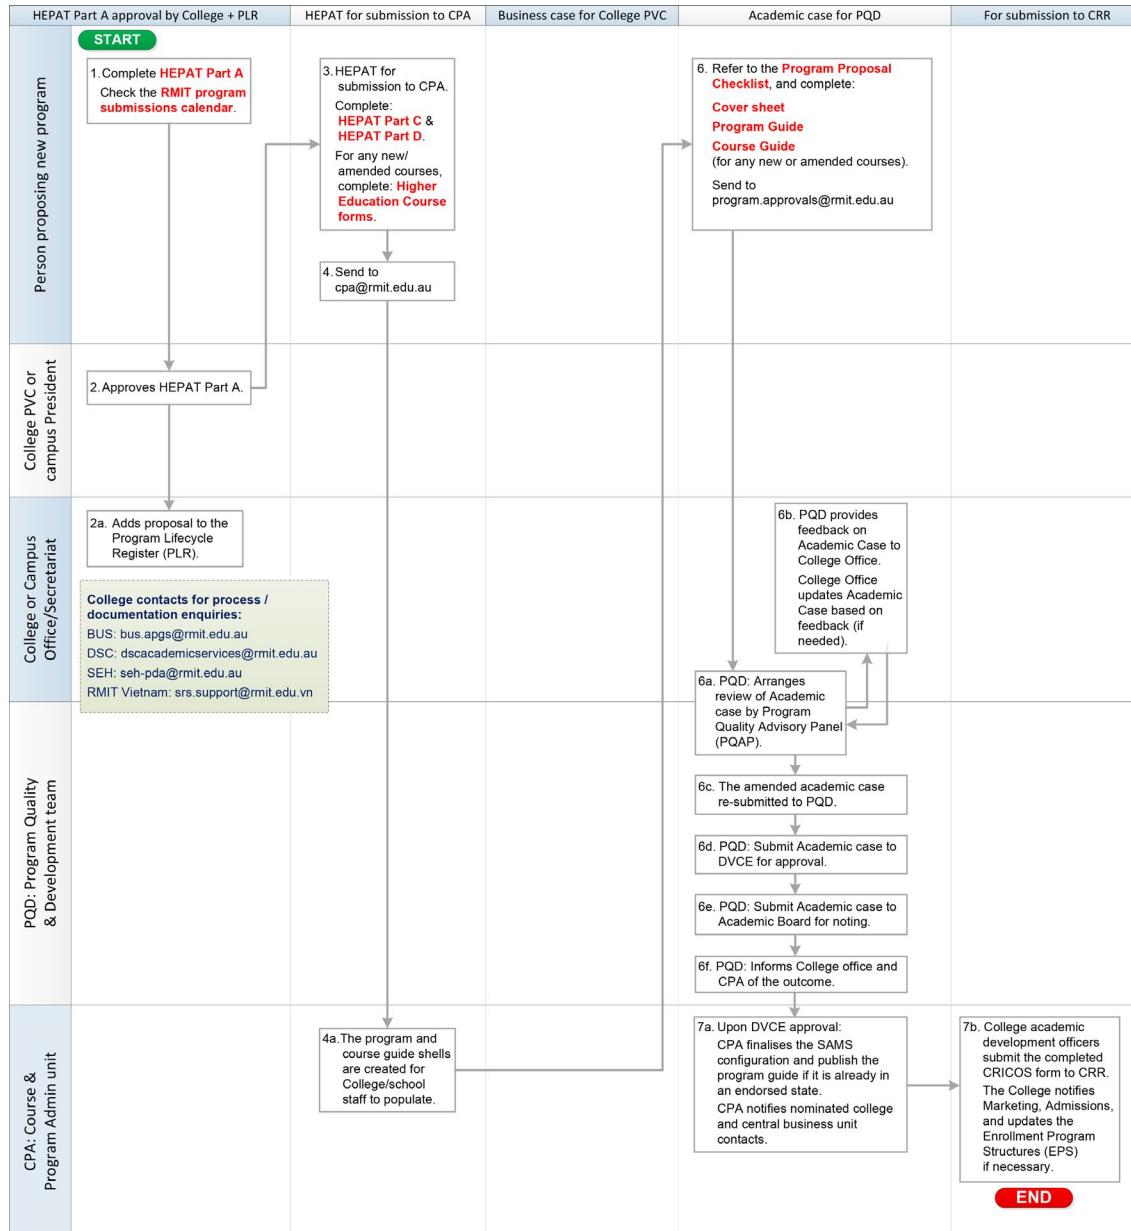 HEPAT Part A approval by College + PLR
HEPAT for submission to CPA
Business case for College PVC
Academic case for PQD
For submission to CRR
Person proposing new program
START
1. Complete HEPAT Part A
Check the RMIT program
submissions calendar.
3. HEPAT for
submission to CPA.
Complete:
HEPAT Part C &
HEPAT Part D.
For any new/
amended courses,
complete: Higher
Education Course
forms.
4. Send to
cpa@rmit.edu.au
6. Refer to the Program Proposal
Checklist, and complete:
Cover sheet
Program Guide
Course Guide
(for any new or amended courses).
Send to
program.approvals@rmit.edu.au
College PVC or
campus President
2. Approves HEPAT Part A.
College or Campus
Office/Secretariat
2a. Adds proposal to the
Program Lifecycle
Register (PLR).
College contacts for process /
documentation enquiries:
BUS: bus.apgs@rmit.edu.au
DSC: dscacademicservices@rmit.edu.au
SEH: seh-pda@rmit.edu.au
RMIT Vietnam: srs.support@rmit.edu.vn
6b. PQD provides
feedback on
Academic Case to
College Office.
College Office
updates Academic
Case based on
feedback (if
needed).
PQD: Program Quality
& Development team
6a. PQD: Arranges
review of Academic
case by Program
Quality Advisory Panel
(PQAP).
6c. The amended academic case
re-submitted to PQD.
6d. PQD: Submit Academic case to
DVCE for approval.
6e. PQD: Submit Academic case to
Academic Board for noting.
6f. PQD: Informs College office and
CPA of the outcome.
CPA: Course &
Program Admin unit
4a. The program and
course guide shells
are created for
College/school
staff to populate.
7a. Upon DVCE approval:
CPA finalises the SAMS
configuration and publish the
program guide if it is already in
an endorsed state.
CPA notifies nominated college
and central business unit
contacts.
7b. College academic
development officers
submit the completed
CRICOS form to CRR.
The College notifies
Marketing, Admissions,
and updates the
Enrollment Program
Structures (EPS)
if necessary.
END